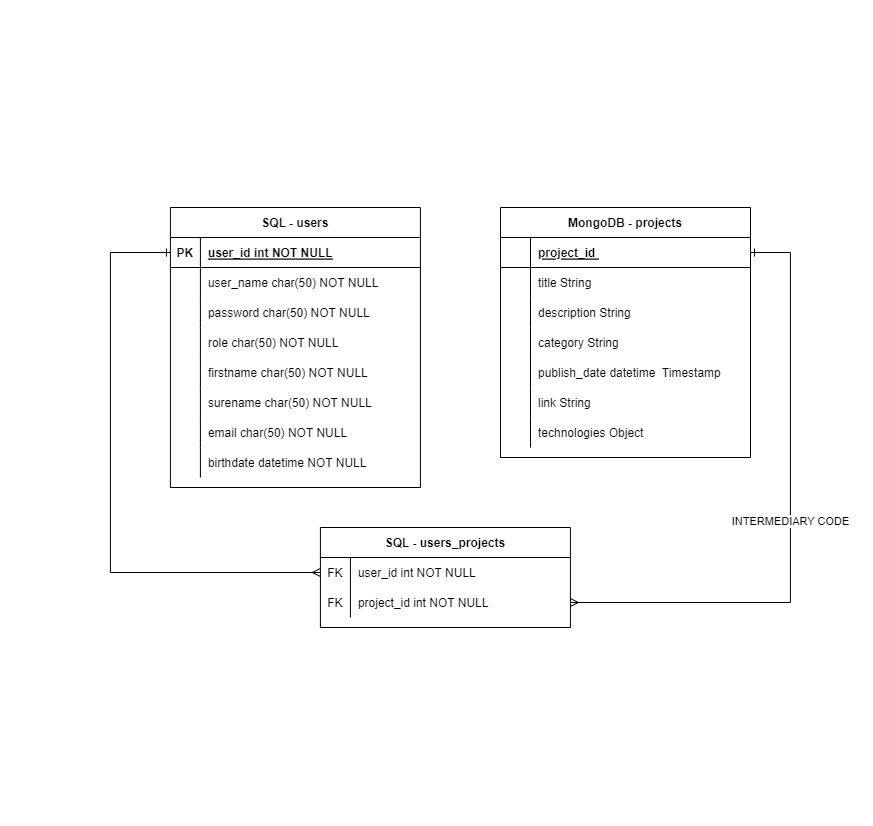 SQL - users
PK user_id int NOT NULL
user_name char(50) NOT NULL
password char(50) NOT NULL
role char(50) NOT NULL
firstname char(50) NOT NULL
surename char(50) NOT NULL
email char(50) NOT NULL
birthdate datetime NOT NULL
MongoDB - projects
project_id
title String
description String
category String
publish_date datetime  Timestamp
link String
technologies Object
INTERMEDIARY CODE
SQL - users_projects
FK user_id int NOT NULL
FK project_id int NOT NULL